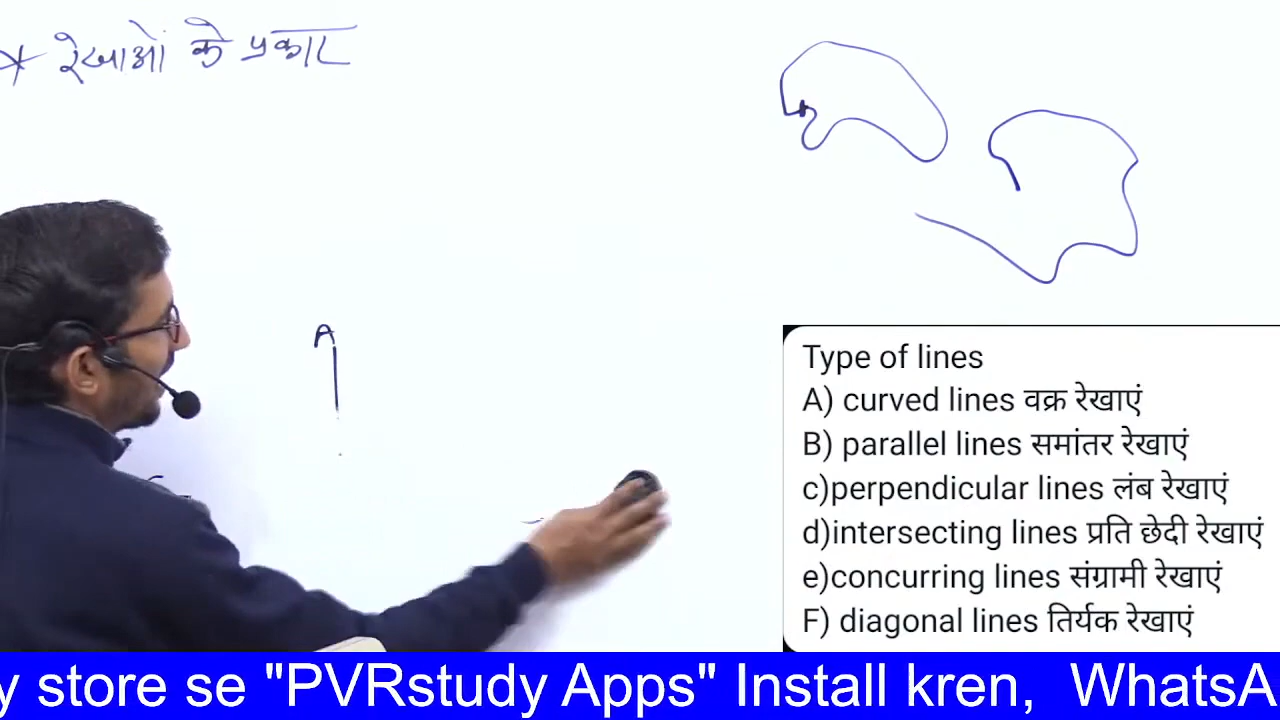 * रेखाओं के प्रकार
A
Type of lines
A) curved lines वक्र रेखाएं
B) parallel lines समांतर रेखाएं
c)perpendicular lines लंब रेखाएं
d)intersecting lines प्रति छेदी रेखाएं
e)concurring lines संग्रामी रेखाएं
F) diagonal lines तिर्यक रेखाएं
y store se "PVRstudy Apps" Install kren, WhatsA